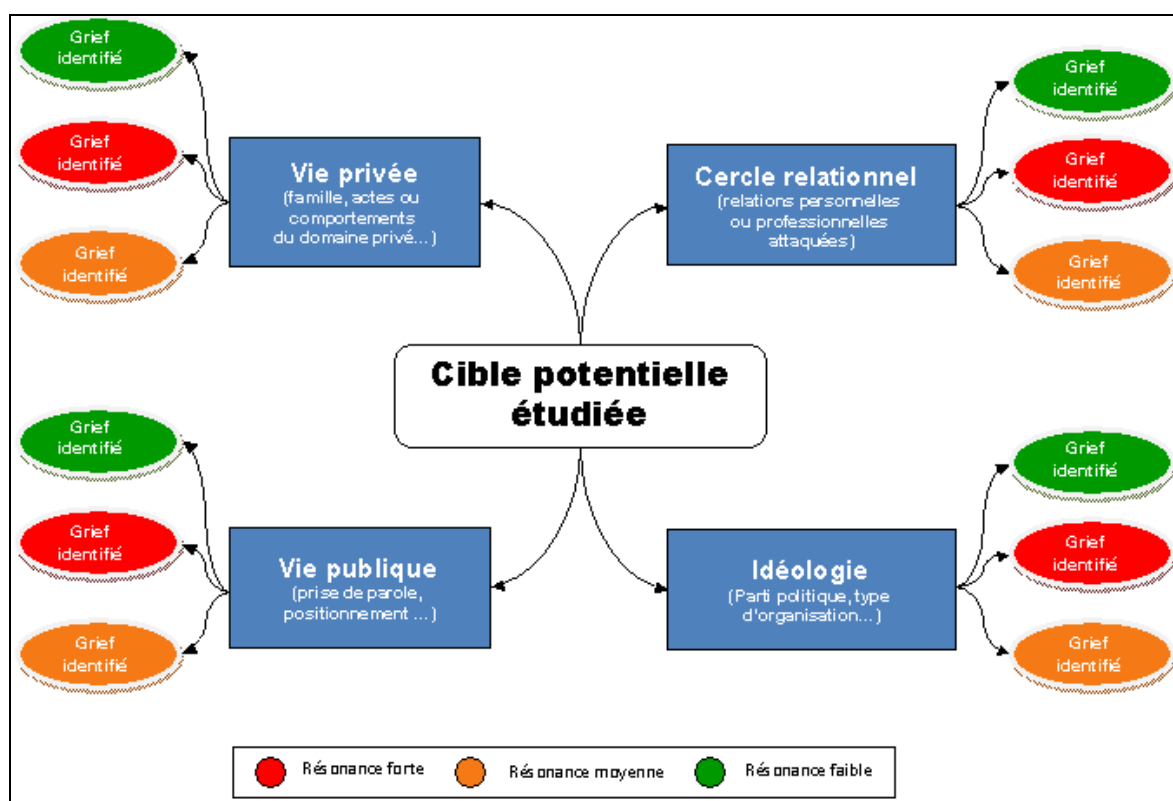 Grief
identifié
Grief
identifié
Grief
identifié
Vie privée
(famille, actes ou
comportements
du domaine privé...)
Cercle relationnel
(relations personnelles
ou professionnelles
attaquées)
Grief
identifié
Grief
identifié
Grief
identifié
Cible potentielle
étudiée
Grief
identifié
Grief
identifié
Grief
identifié
Vie publique
(prise de parole,
positionnement ...)
Idéologie
(Parti politique, type
d'organisation...)
Grief
identifié
Grief
identifié
Grief
identifié
Résonance forte
Résonance moyenne
Résonance faible